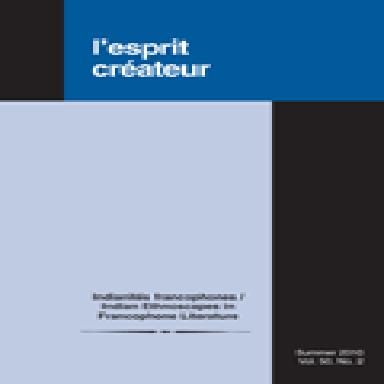 l'esprit
créateur
Indianités francophones /
Indian Ethnoscapes in
Francophone Literature
Summer 2010
Vol. 50, No. 2